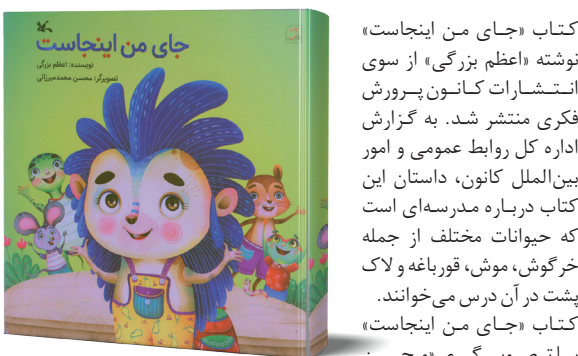 جای من اینجاست
نویسنده: اعظم بزرگی
تصویرگر: محسن محمدمیرزائی
کتاب «جای من اینجاست»
نوشته «اعظم بزرگی» از سوی
انتشارات کانون پرورش
فکری منتشر شد. به گزارش
اداره کل روابط عمومی و امور
بین‌الملل کانون، داستان این
کتاب درباره مدرسه‌ای است
که حیوانات مختلف از جمله
خرگوش، موش، قورباغه و لاک
پشت در آن درس می‌خوانند.
کتاب «جای من اینجاست»